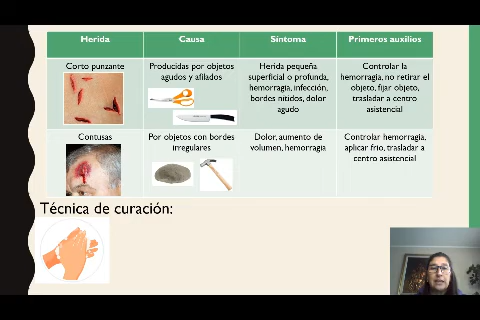 Herida Causa Síntoma Primeros auxilios
Corto punzante
Producidas por objetos
agudos y afilados
Herida pequeña
superficial o profunda,
hemorragia, infección,
bordes nítidos, dolor
agudo
Controlar la
hemorragia, no retirar el
objeto, fijar objeto,
trasladar a centro
asistencial
Contusas
Por objetos con bordes
irregulares
Dolor, aumento de
volumen, hemorragia
Controlar hemorragia,
aplicar frío, trasladar a
centro asistencial
Técnica de curación: